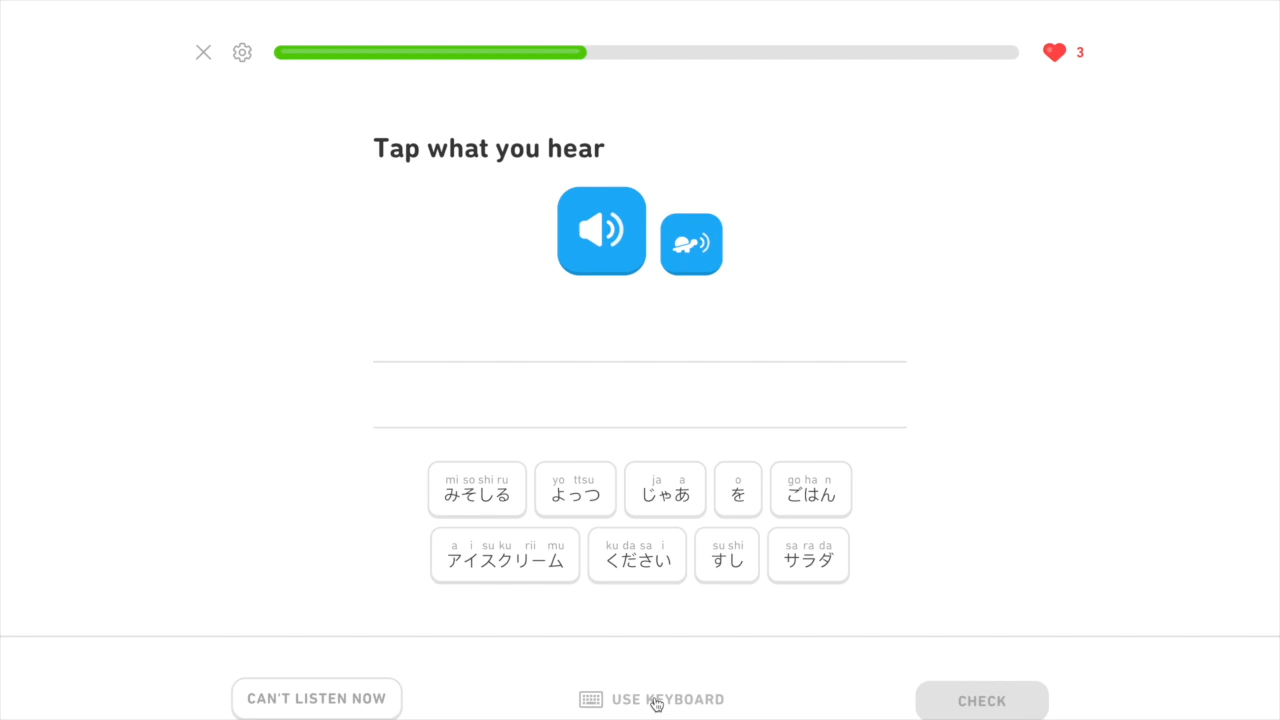 3
Tap what you hear
mi so shi ru yo ttsu ja a o go ha n
みそしる よっつ じゃあ を ごはん
a i su ku rii mu ku da sa i su shi sa ra da
アイスクリーム ください すし サラダ
CAN'T LISTEN NOW USE KEYBOARD CHECK